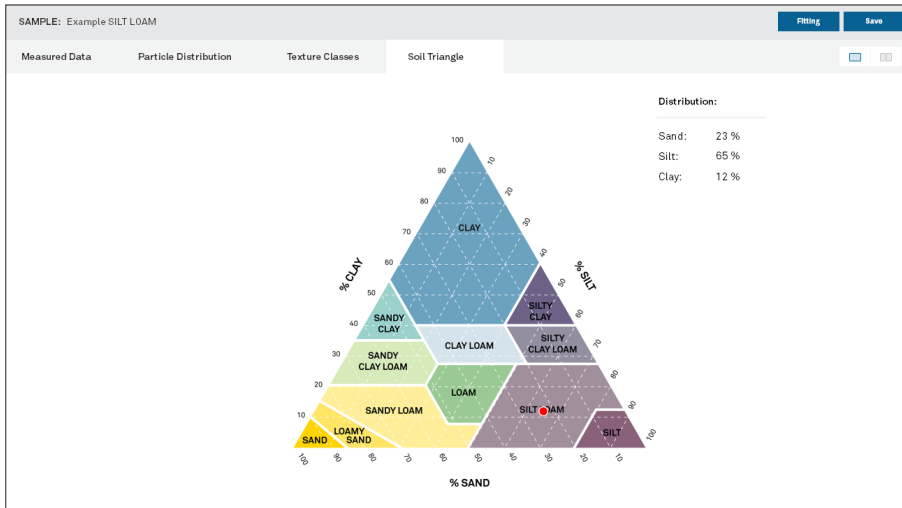 SAMPLE: Example SILT LOAM
Fitting
Save
Measured Data
Particle Distribution
Texture Classes
Soil Triangle
Distribution:
Sand: 23 %
Silt: 65 %
Clay: 12 %
100
90
80
70
60
50
40
30
20
10
% CLAY
10
20
30
40
50
60
70
80
90
100
% SILT
CLAY
SILTY
CLAY
SANDY
CLAY
CLAY LOAM
SILTY
CLAY LOAM
SANDY
CLAY LOAM
LOAM
SANDY LOAM
SILT LOAM
LOAMY
SAND
SAND
SILT
100
90
80
70
60
50
40
30
20
10
% SAND